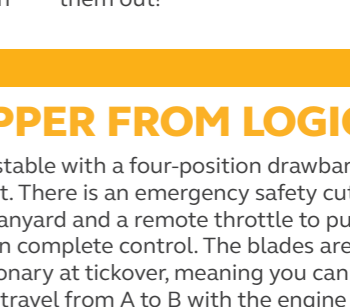 them out!
PPER FROM LOGIC
stable with a four-position drawbar
t. There is an emergency safety cut
anyard and a remote throttle to pu
n complete control. The blades are
onary at tickover, meaning you can
travel from A to B with the engine